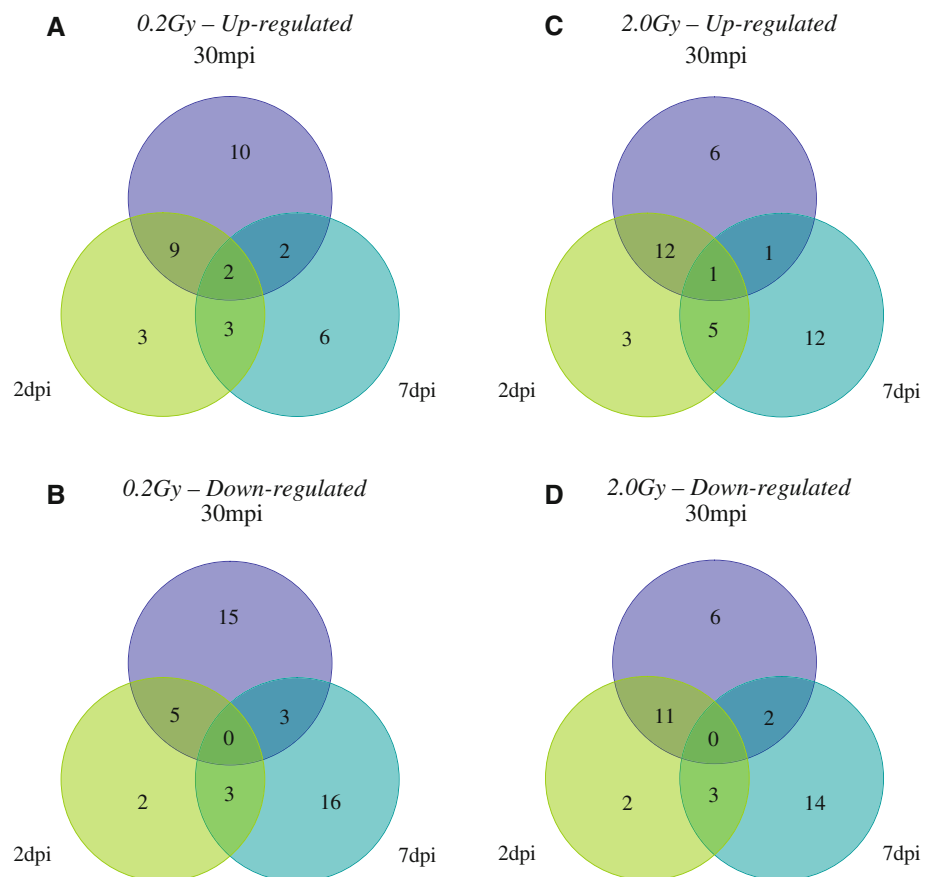 A 0.2Gy – Up-regulated
30mpi
10
9
2
2
3
3
6
2dpi
7dpi
C 2.0Gy – Up-regulated
30mpi
6
12
1
1
3
5
12
2dpi
7dpi
B 0.2Gy – Down-regulated
30mpi
15
5
3
0
2
3
16
2dpi
7dpi
D 2.0Gy – Down-regulated
30mpi
6
11
2
0
2
3
14
2dpi
7dpi